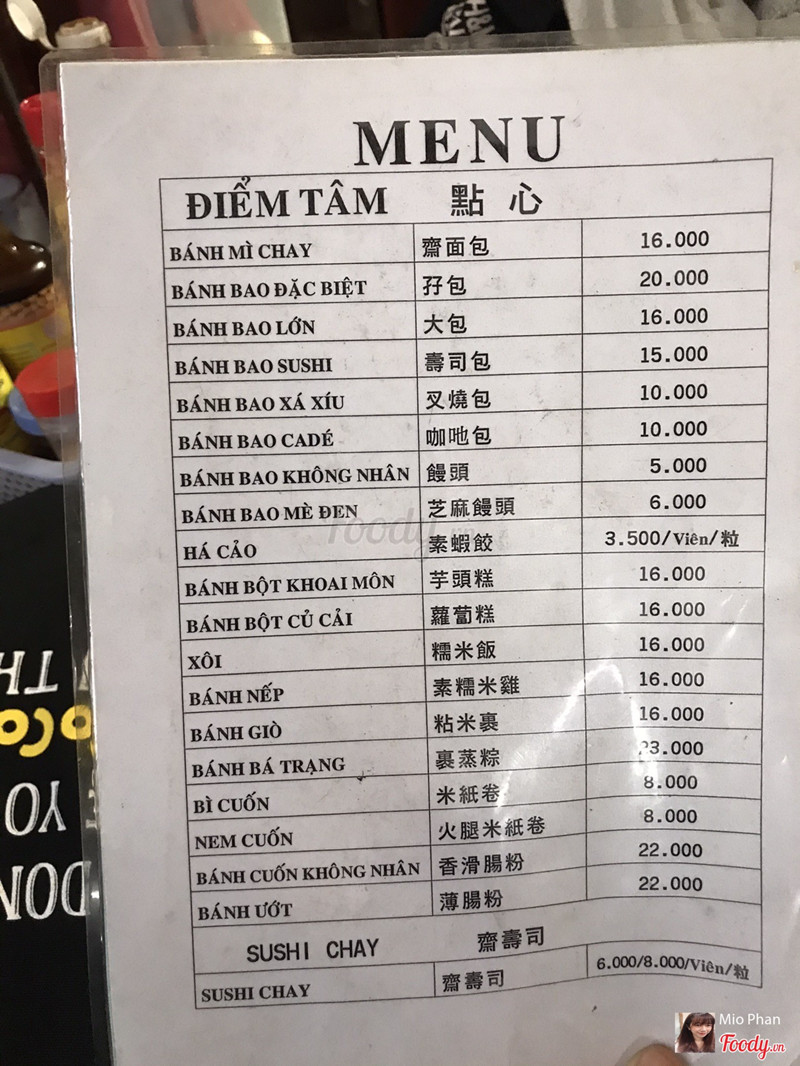 MENU
ĐIỂM TÂM 點心
BÁNH MÌ CHAY 齋面包 16.000
BÁNH BAO ĐẶC BIỆT 孖包 20.000
BÁNH BAO LỚN 大包 16.000
BÁNH BAO SUSHI 壽司包 15.000
BÁNH BAO XÁ XÍU 叉燒包 10.000
BÁNH BAO CADÉ 咖吔包 10.000
BÁNH BAO KHÔNG NHÂN 饅頭 5.000
BÁNH BAO MÈ ĐEN 芝麻饅頭 6.000
HÁ CẢO 素蝦餃 3.500/Viên/粒
BÁNH BỘT KHOAI MÔN 芋頭糕 16.000
BÁNH BỘT CỦ CẢI 蘿蔔糕 16.000
XÔI 糯米飯 16.000
BÁNH NẾP 素糯米雞 16.000
BÁNH GIÒ 粘米裹 16.000
BÁNH BÁ TRẠNG 裹蒸粽 23.000
BÌ CUỐN 米紙卷 8.000
NEM CUỐN 火腿米紙卷 8.000
BÁNH CUỐN KHÔNG NHÂN 香滑腸粉 22.000
BÁNH ƯỚT 薄腸粉 22.000
SUSHI CHAY 齋壽司
SUSHI CHAY 齋壽司 6.000/8.000/Viên/粒
Foody.vn
Mio Phan
Foody.vn
YO